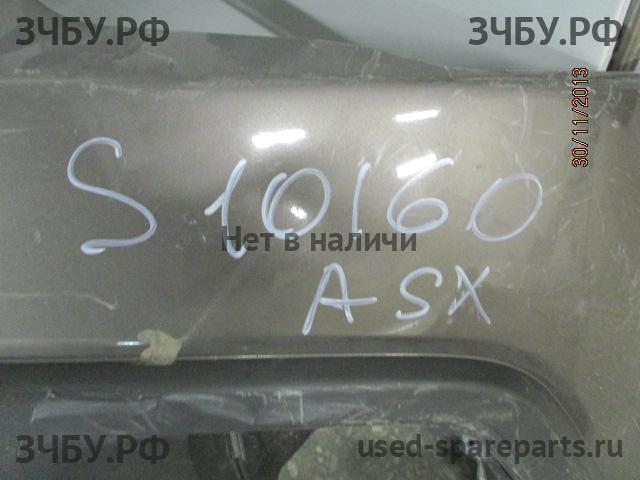 ЗЧБУ.РФ
ЗЧБУ.РФ
30/11/2013
S 10160
Нет в наличи
ASX
ЗЧБУ.РФ
used-spareparts.ru